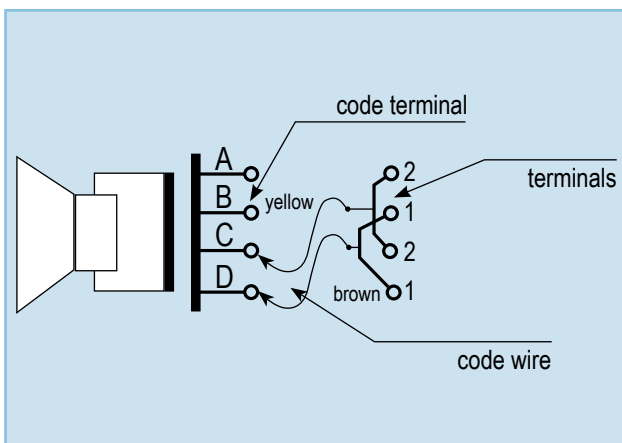 code terminal
A
2
terminals
B
yellow
1
C
2
D
brown
1
code wire